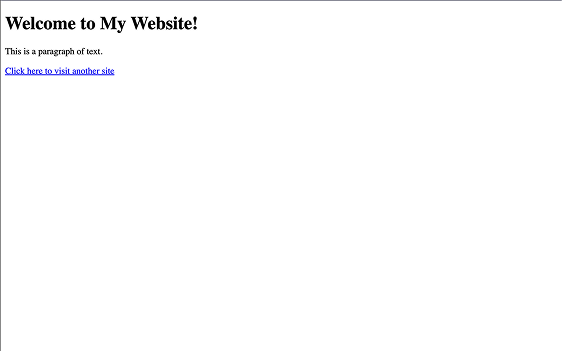 Welcome to My Website!
This is a paragraph of text.
Click here to visit another site